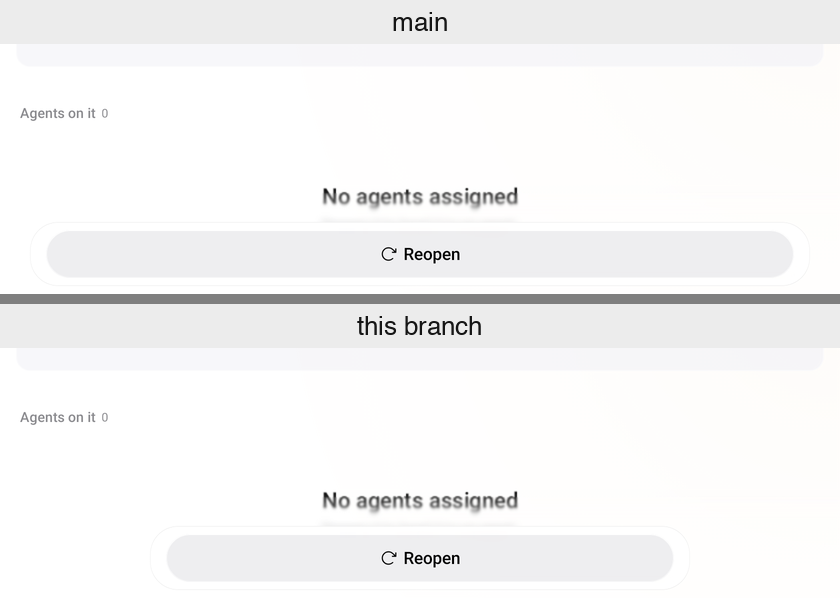 main
Agents on it 0
No agents assigned
Reopen
this branch
Agents on it 0
No agents assigned
Reopen